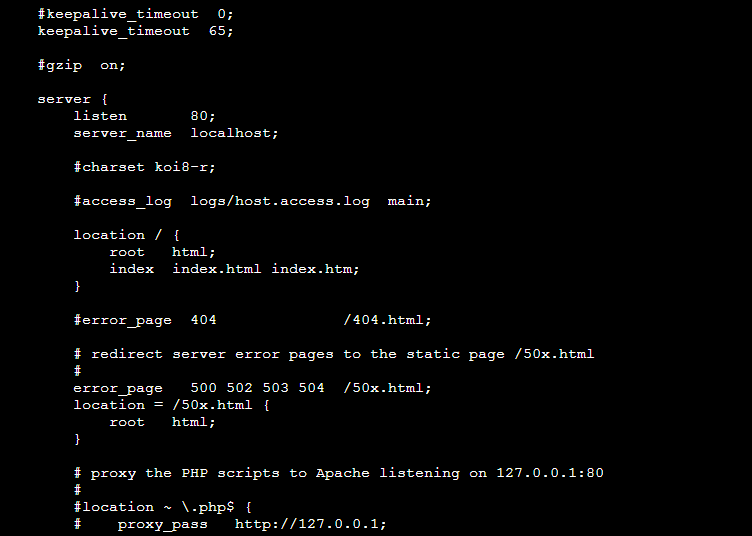 #keepalive_timeout  0;
keepalive_timeout  65;
#gzip  on;
server {
listen       80;
server_name  localhost;
#charset koi8-r;
#access_log  logs/host.access.log  main;
location / {
root   html;
index  index.html index.htm;
}
#error_page  404              /404.html;
# redirect server error pages to the static page /50x.html
#
error_page   500 502 503 504  /50x.html;
location = /50x.html {
root   html;
}
# proxy the PHP scripts to Apache listening on 127.0.0.1:80
#
#location ~ \.php$ {
#    proxy_pass   http://127.0.0.1;